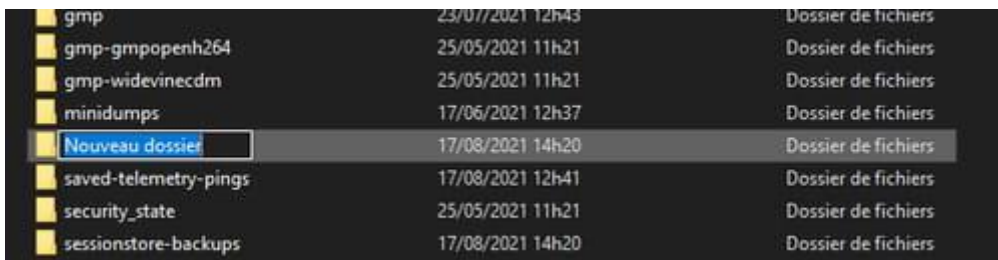 gmp 23/07/2021 12h43 Dossier de fichiers
gmp-gmpopenh264 25/05/2021 11h21 Dossier de fichiers
gmp-widevinecdm 25/05/2021 11h21 Dossier de fichiers
minidumps 17/06/2021 12h37 Dossier de fichiers
Nouveau dossier 17/08/2021 14h20 Dossier de fichiers
saved-telemetry-pings 17/08/2021 12h41 Dossier de fichiers
security_state 25/05/2021 11h21 Dossier de fichiers
sessionstore-backups 17/08/2021 14h20 Dossier de fichiers